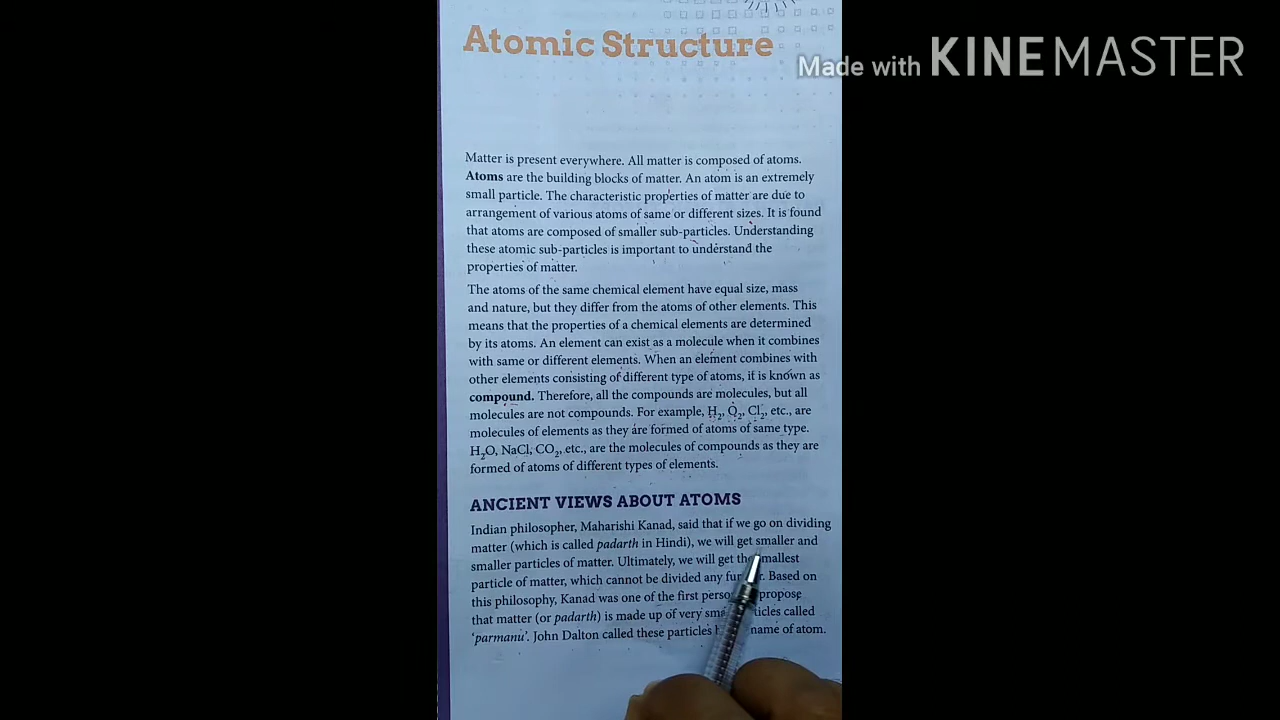 Atomic Structure
Made with KINEMASTER
Matter is present everywhere. All matter is composed of atoms.
Atoms are the building blocks of matter. An atom is an extremely
small particle. The characteristic properties of matter are due to
arrangement of various atoms of same or different sizes. It is found
that atoms are composed of smaller sub-particles. Understanding
these atomic sub-particles is important to understand the
properties of matter.
The atoms of the same chemical element have equal size, mass
and nature, but they differ from the atoms of other elements. This
means that the properties of a chemical elements are determined
by its atoms. An element can exist as a molecule when it combines
with same or different elements. When an element combines with
other elements consisting of different type of atoms, it is known as
compound. Therefore, all the compounds are molecules, but all
molecules are not compounds. For example, H₂, O₂, Cl₂, etc., are
molecules of elements as they are formed of atoms of same type.
H₂O, NaCl, CO₂, etc., are the molecules of compounds as they are
formed of atoms of different types of elements.
ANCIENT VIEWS ABOUT ATOMS
Indian philosopher, Maharishi Kanad, said that if we go on dividing
matter (which is called padarth in Hindi), we will get smaller and
smaller particles of matter. Ultimately, we will get the smallest
particle of matter, which cannot be divided any further. Based on
this philosophy, Kanad was one of the first propose
that matter (or padarth) is made up of very called
'parmanu'. John Dalton called these particles name of atom.